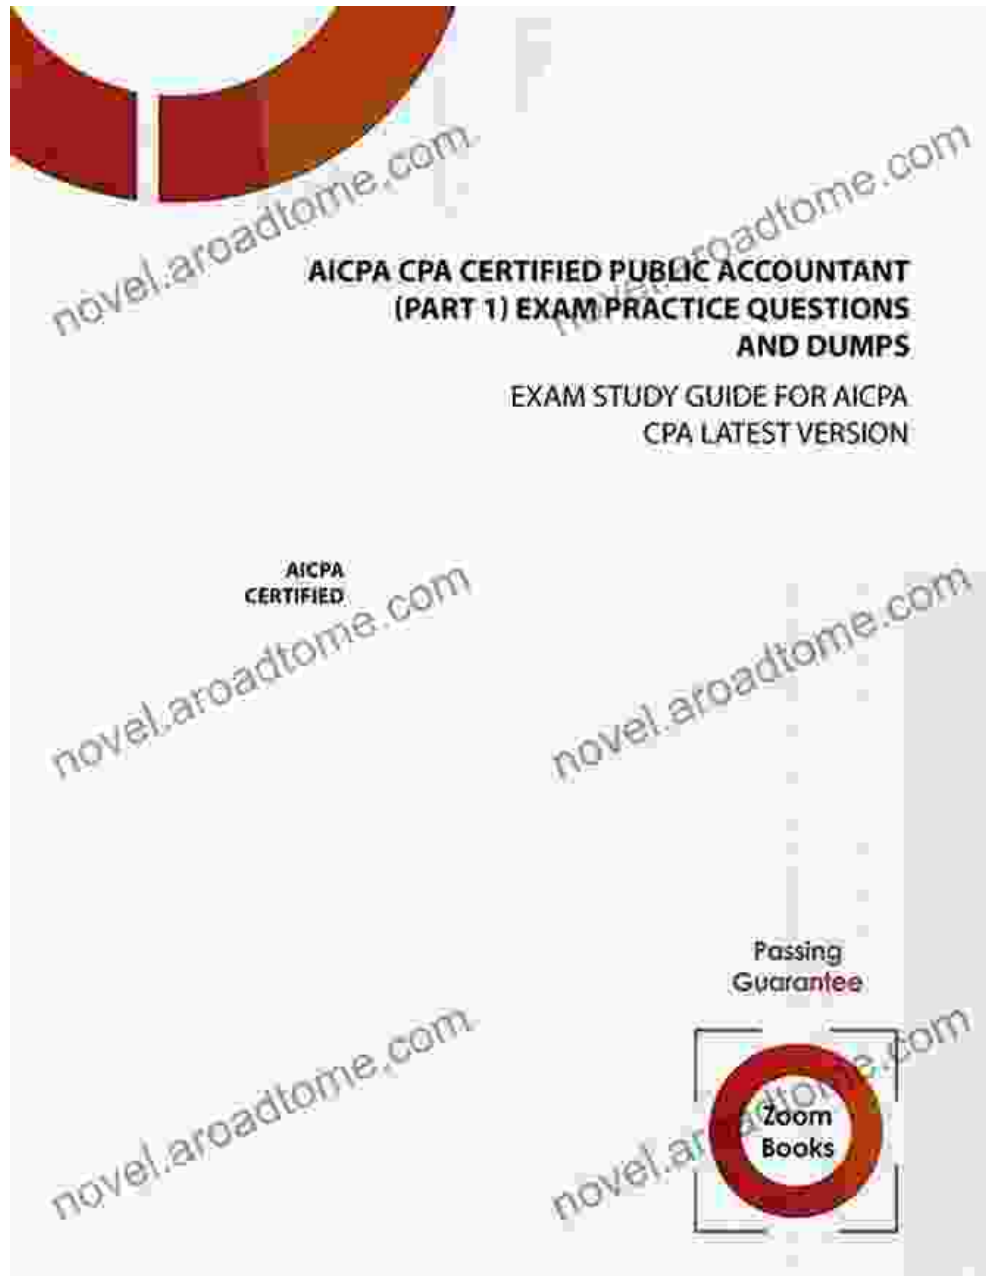 novel.aroadtome.com
novel.aroadtome.com
AICPA CPA CERTIFIED PUBLIC ACCOUNTANT
(PART 1) EXAM PRACTICE QUESTIONS
AND DUMPS
EXAM STUDY GUIDE FOR AICPA
CPA LATEST VERSION
AICPA
CERTIFIED
novel.aroadtome.com
novel.aroadtome.com
Passing
Guarantee
novel.aroadtome.com
novel.aroadtome.com
Zoom
Books